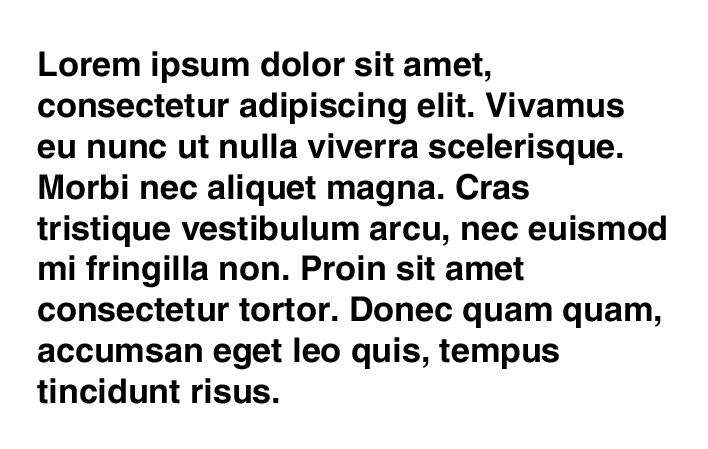 Lorem ipsum dolor sit amet,
consectetur adipiscing elit. Vivamus
eu nunc ut nulla viverra scelerisque.
Morbi nec aliquet magna. Cras
tristique vestibulum arcu, nec euismod
mi fringilla non. Proin sit amet
consectetur tortor. Donec quam quam,
accumsan eget leo quis, tempus
tincidunt risus.